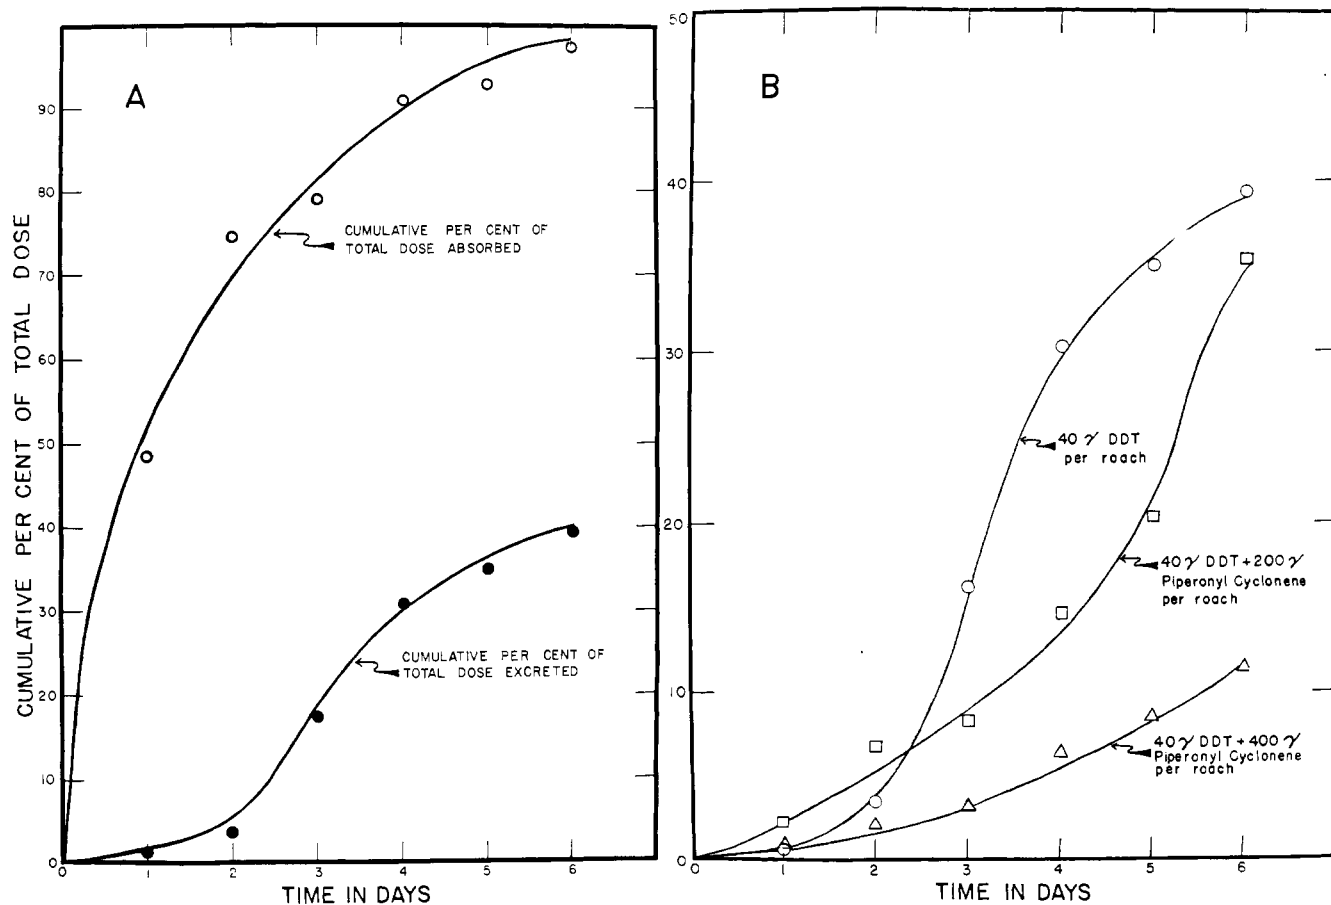 A
CUMULATIVE PER CENT OF TOTAL DOSE
90
80
70
60
50
40
30
20
10
0
CUMULATIVE PER CENT OF
TOTAL DOSE ABSORBED
CUMULATIVE PER CENT OF
TOTAL DOSE EXCRETED
0 1 2 3 4 5 6
TIME IN DAYS
B
50
40
30
20
10
0
40 γ DDT
per roach
40 γ DDT + 200 γ
Piperonyl Cyclonene
per roach
40 γ DDT + 400 γ
Piperonyl Cyclonene
per roach
0 1 2 3 4 5 6
TIME IN DAYS